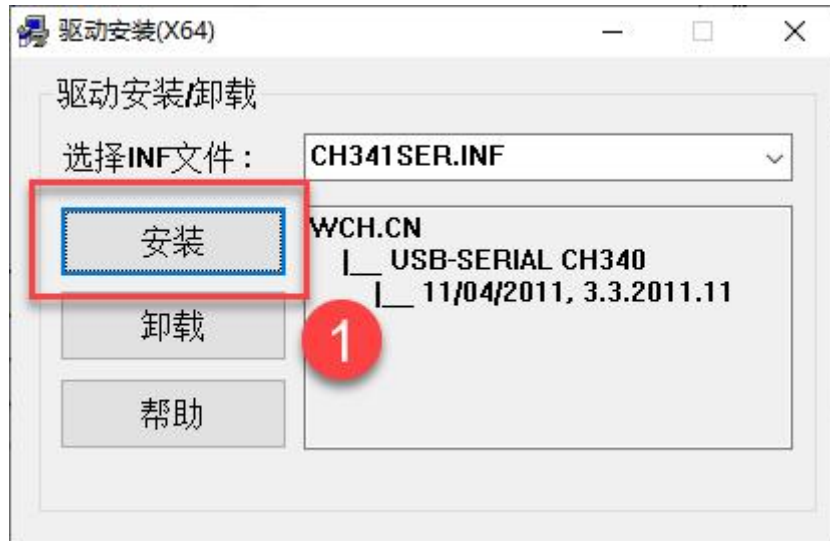 驱动安装(X64)
驱动安装/卸载
选择INF文件：
CH341SER.INF
安装
卸载
帮助
WCH.CN
|__ USB-SERIAL CH340
|__ 11/04/2011, 3.3.2011.11
1